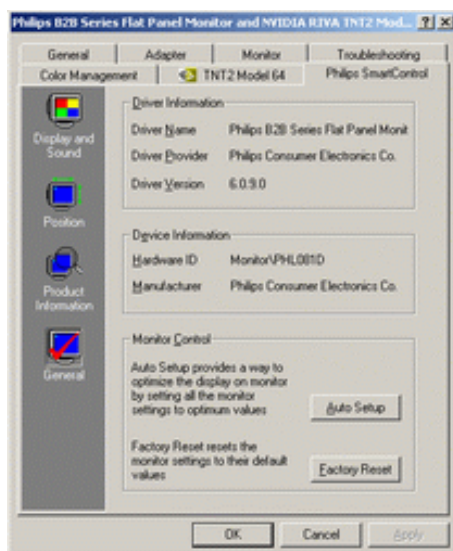 Philips B2B Series Flat Panel Monitor and NVIDIA RIVA TNT2 Mod... ? X
General Adapter Monitor Troubleshooting
Color Management TNT2 Model 64 Philips SmartControl
Display and
Sound
Position
Product
Information
General
Driver Information
Driver Name Philips B2B Series Flat Panel Monit
Driver Provider Philips Consumer Electronics Co.
Driver Version 6.0.9.0
Device Information
Hardware ID Monitor\PHL081D
Manufacturer Philips Consumer Electronics Co.
Monitor Control
Auto Setup provides a way to
optimize the display on monitor
by setting all the monitor
settings to optimum values
Auto Setup
Factory Reset resets the
monitor settings to their default
values
Factory Reset
OK Cancel Apply